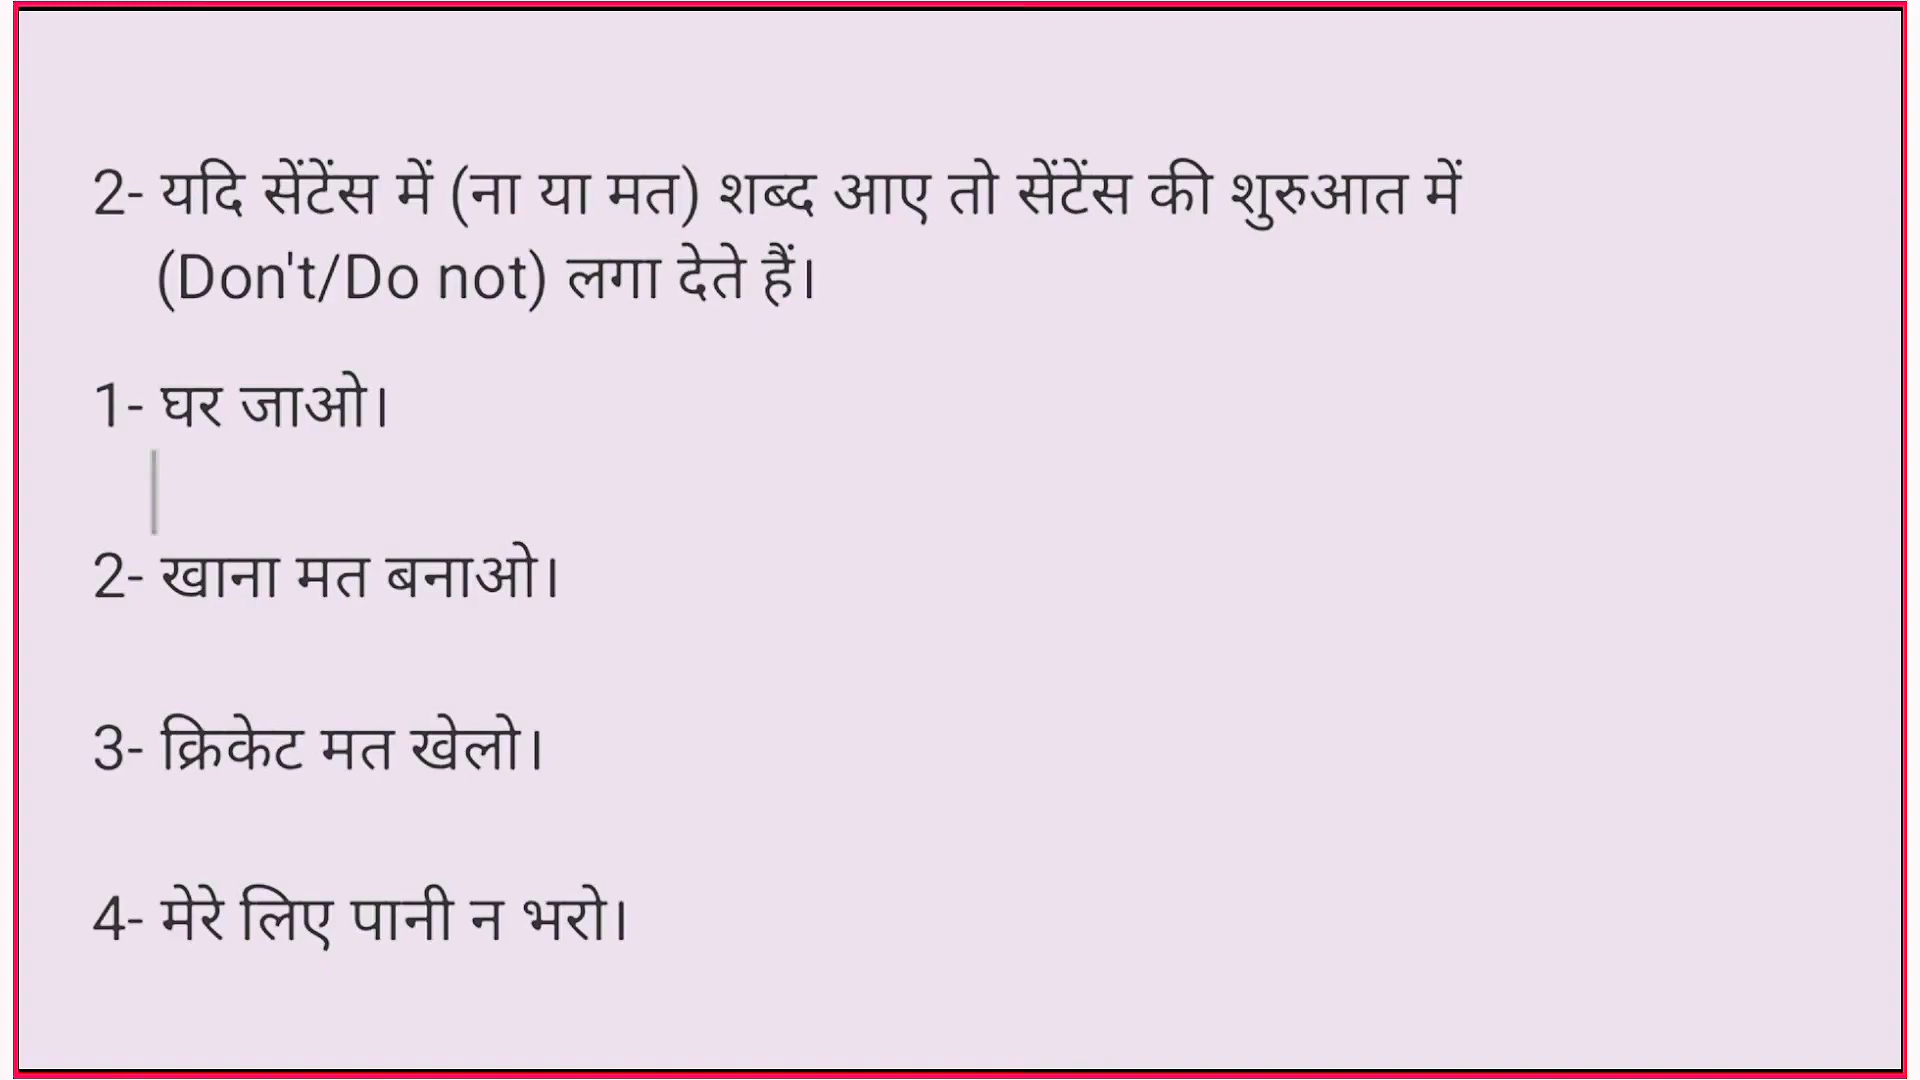 2- यदि सेंटेंस में (ना या मत) शब्द आए तो सेंटेंस की शुरुआत में
(Don't/Do not) लगा देते हैं।
1- घर जाओ।
2- खाना मत बनाओ।
3- क्रिकेट मत खेलो।
4- मेरे लिए पानी न भरो।